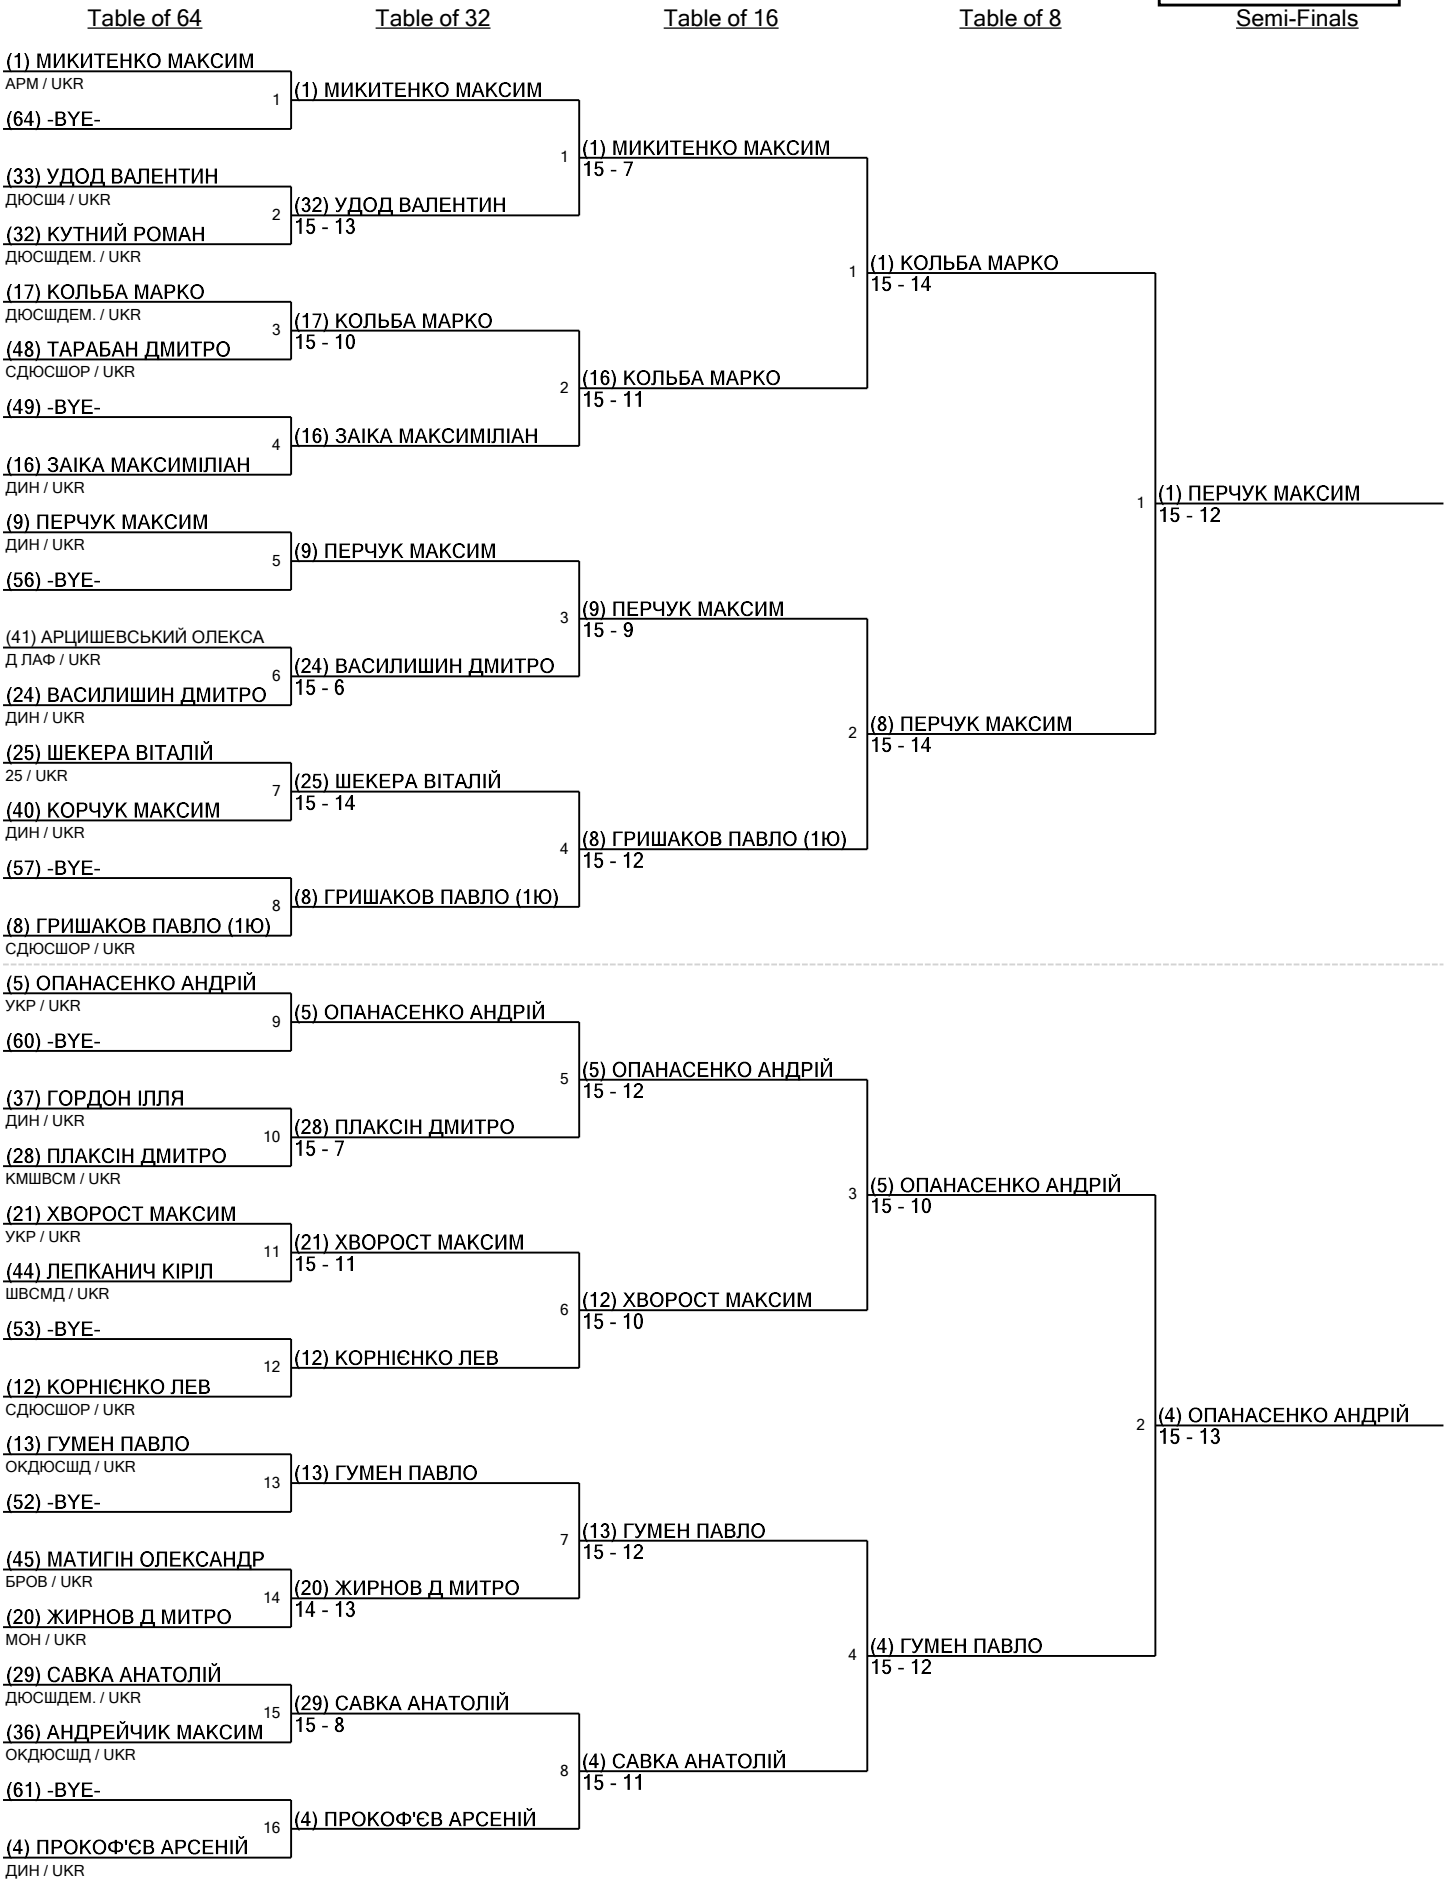 Table of 64
Table of 32
Table of 16
Table of 8
Semi-Finals
(1) МИКИТЕНКО МАКСИМ
АРМ / UKR
1
(64) -BYE-
(33) УДОД ВАЛЕНТИН
ДЮСШ4 / UKR
2
(32) КУТНИЙ РОМАН
ДЮСШДЕМ. / UKR
(17) КОЛЬБА МАРКО
ДЮСШДЕМ. / UKR
3
(48) ТАРАБАН ДМИТРО
СДЮСШОР / UKR
(49) -BYE-
4
(16) ЗАІКА МАКСИМІЛІАН
ДИН / UKR
(9) ПЕРЧУК МАКСИМ
ДИН / UKR
5
(56) -BYE-
(41) АРЦИШЕВСЬКИЙ ОЛЕКСА
Д ЛАФ / UKR
6
(24) ВАСИЛИШИН ДМИТРО
ДИН / UKR
(25) ШЕКЕРА ВІТАЛІЙ
25 / UKR
7
(40) КОРЧУК МАКСИМ
ДИН / UKR
(57) -BYE-
8
(8) ГРИШАКОВ ПАВЛО (1Ю)
СДЮСШОР / UKR
(5) ОПАНАСЕНКО АНДРІЙ
УКР / UKR
9
(60) -BYE-
(37) ГОРДОН ІЛЛЯ
ДИН / UKR
10
(28) ПЛАКСІН ДМИТРО
КМШВСМ / UKR
(21) ХВОРОСТ МАКСИМ
УКР / UKR
11
(44) ЛЕПКАНИЧ КІРІЛ
ШВСМД / UKR
(53) -BYE-
12
(12) КОРНІЄНКО ЛЕВ
СДЮСШОР / UKR
(13) ГУМЕН ПАВЛО
ОКДЮСШД / UKR
13
(52) -BYE-
(45) МАТИГІН ОЛЕКСАНДР
БРОВ / UKR
14
(20) ЖИРНОВ Д МИТРО
МОН / UKR
(29) САВКА АНАТОЛІЙ
ДЮСШДЕМ. / UKR
15
(36) АНДРЕЙЧИК МАКСИМ
ОКДЮСШД / UKR
(61) -BYE-
16
(4) ПРОКОФ'ЄВ АРСЕНІЙ
ДИН / UKR
(1) МИКИТЕНКО МАКСИМ
1
(32) УДОД ВАЛЕНТИН
15 - 13
(17) КОЛЬБА МАРКО
15 - 10
2
(16) ЗАІКА МАКСИМІЛІАН
(9) ПЕРЧУК МАКСИМ
3
(24) ВАСИЛИШИН ДМИТРО
15 - 6
(25) ШЕКЕРА ВІТАЛІЙ
15 - 14
4
(8) ГРИШАКОВ ПАВЛО (1Ю)
(5) ОПАНАСЕНКО АНДРІЙ
5
(28) ПЛАКСІН ДМИТРО
15 - 7
(21) ХВОРОСТ МАКСИМ
15 - 11
6
(12) КОРНІЄНКО ЛЕВ
(13) ГУМЕН ПАВЛО
7
(20) ЖИРНОВ Д МИТРО
14 - 13
(29) САВКА АНАТОЛІЙ
15 - 8
8
(4) ПРОКОФ'ЄВ АРСЕНІЙ
(1) МИКИТЕНКО МАКСИМ
15 - 7
1
(16) КОЛЬБА МАРКО
15 - 11
(9) ПЕРЧУК МАКСИМ
15 - 9
2
(8) ГРИШАКОВ ПАВЛО (1Ю)
15 - 12
(5) ОПАНАСЕНКО АНДРІЙ
15 - 12
3
(12) ХВОРОСТ МАКСИМ
15 - 10
(13) ГУМЕН ПАВЛО
15 - 12
4
(4) САВКА АНАТОЛІЙ
15 - 11
(1) КОЛЬБА МАРКО
15 - 14
1
(8) ПЕРЧУК МАКСИМ
15 - 14
(5) ОПАНАСЕНКО АНДРІЙ
15 - 10
2
(4) ГУМЕН ПАВЛО
15 - 12
(1) ПЕРЧУК МАКСИМ
15 - 12
(4) ОПАНАСЕНКО АНДРІЙ
15 - 13